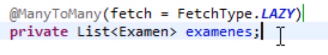 @ManyToMany(fetch = FetchType.LAZY)
private List<Examen> examenes;